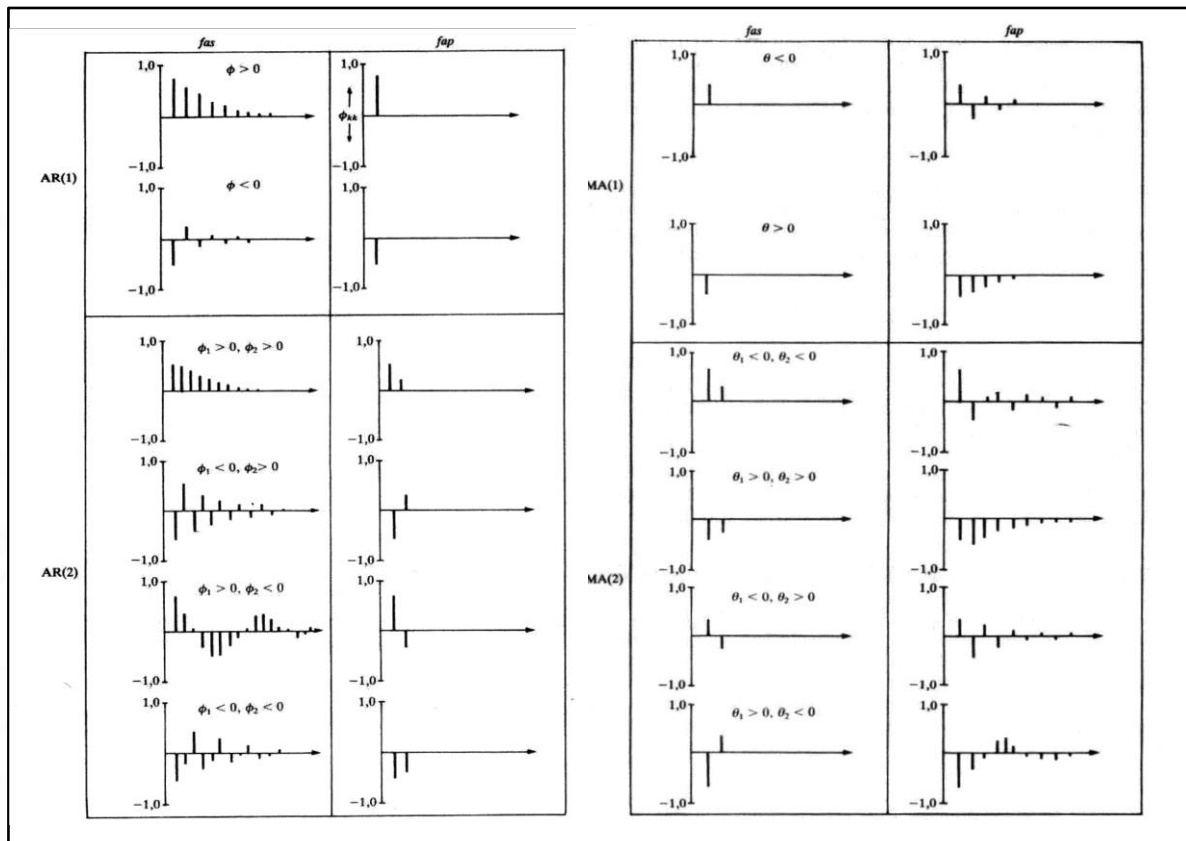 fas fap
1,0 φ > 0 1,0
φkk
−1,0 −1,0
AR(1)
1,0 φ < 0 1,0
−1,0 −1,0
1,0 φ₁ > 0, φ₂ > 0 1,0
−1,0 −1,0
1,0 φ₁ < 0, φ₂ > 0 1,0
−1,0 −1,0
AR(2)
1,0 φ₁ > 0, φ₂ < 0 1,0
−1,0 −1,0
1,0 φ₁ < 0, φ₂ < 0 1,0
−1,0 −1,0
fas fap
1,0 θ < 0 1,0
−1,0 −1,0
MA(1)
1,0 θ > 0 1,0
−1,0 −1,0
1,0 θ₁ < 0, θ₂ < 0 1,0
−1,0 −1,0
1,0 θ₁ > 0, θ₂ > 0 1,0
−1,0 −1,0
MA(2)
1,0 θ₁ < 0, θ₂ > 0 1,0
−1,0 −1,0
1,0 θ₁ > 0, θ₂ < 0 1,0
−1,0 −1,0